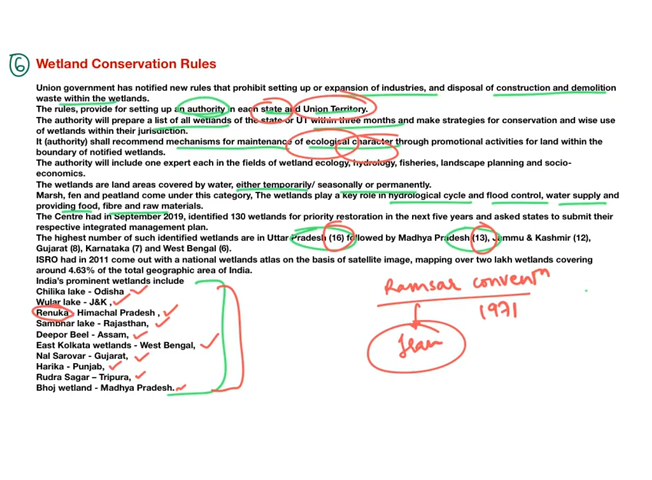 6 Wetland Conservation Rules
Union government has notified new rules that prohibit setting up or expansion of industries, and disposal of construction and demolition
waste within the wetlands.
The rules, provide for setting up an authority in each state and Union Territory.
The authority will prepare a list of all wetlands of the state or UT within three months and make strategies for conservation and wise use
of wetlands within their jurisdiction.
It (authority) shall recommend mechanisms for maintenance of ecological character through promotional activities for land within the
boundary of notified wetlands.
The authority will include one expert each in the fields of wetland ecology, hydrology, fisheries, landscape planning and socio-
economics.
The wetlands are land areas covered by water, either temporarily/ seasonally or permanently.
Marsh, fen and peatland come under this category, The wetlands play a key role in hydrological cycle and flood control, water supply and
providing food, fibre and raw materials.
The Centre had in September 2019, identified 130 wetlands for priority restoration in the next five years and asked states to submit their
respective integrated management plan.
The highest number of such identified wetlands are in Uttar Pradesh (16) followed by Madhya Pradesh (13), Jammu & Kashmir (12),
Gujarat (8), Karnataka (7) and West Bengal (6).
ISRO had in 2011 come out with a national wetlands atlas on the basis of satellite image, mapping over two lakh wetlands covering
around 4.63% of the total geographic area of India.
India's prominent wetlands include
Chilika lake - Odisha
Wular lake - J&K ,
Renuka- Himachal Pradesh ,
Sambhar lake - Rajasthan,
Deepor Beel - Assam,
East Kolkata wetlands - West Bengal,
Nal Sarovar - Gujarat,
Harika - Punjab,
Rudra Sagar – Tripura,
Bhoj wetland - Madhya Pradesh.
Ramsar
1971